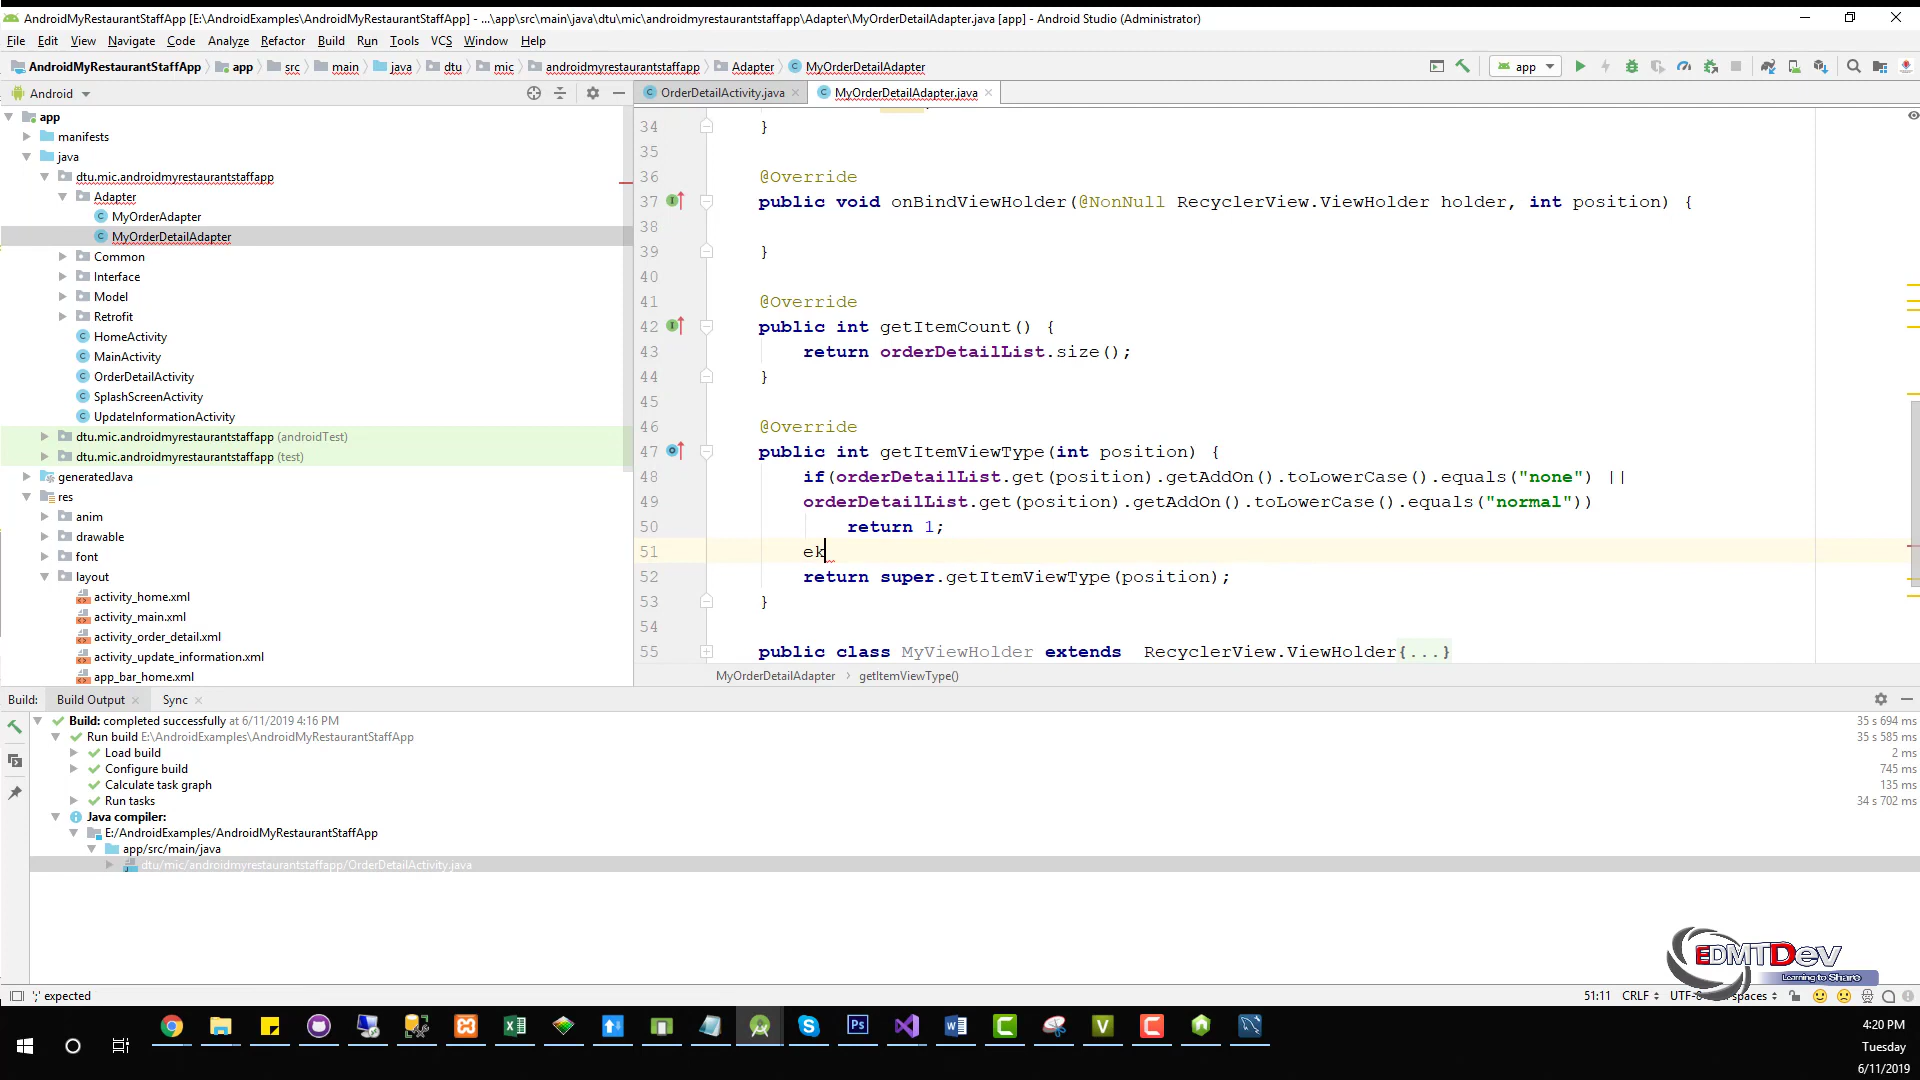 AndroidMyRestaurantStaffApp [E:\AndroidExamples\AndroidMyRestaurantStaffApp] - ...\app\src\main\java\dtu\mic\androidmyrestaurantstaffapp\Adapter\MyOrderDetailAdapter.java [app] - Android Studio (Administrator)
File Edit View Navigate Code Analyze Refactor Build Run Tools VCS Window Help
AndroidMyRestaurantStaffApp app src main java dtu mic androidmyrestaurantstaffapp Adapter MyOrderDetailAdapter app
Android OrderDetailActivity.java MyOrderDetailAdapter.java
app
manifests
java
dtu.mic.androidmyrestaurantstaffapp
Adapter
MyOrderAdapter
MyOrderDetailAdapter
Common
Interface
Model
Retrofit
HomeActivity
MainActivity
OrderDetailActivity
SplashScreenActivity
UpdateInformationActivity
dtu.mic.androidmyrestaurantstaffapp (androidTest)
dtu.mic.androidmyrestaurantstaffapp (test)
generatedJava
res
anim
drawable
font
layout
activity_home.xml
activity_main.xml
activity_order_detail.xml
activity_update_information.xml
app_bar_home.xml
34 }
35
36 @Override
37 public void onBindViewHolder(@NonNull RecyclerView.ViewHolder holder, int position) {
38
39 }
40
41 @Override
42 public int getItemCount() {
43 return orderDetailList.size();
44 }
45
46 @Override
47 public int getItemViewType(int position) {
48 if(orderDetailList.get(position).getAddOn().toLowerCase().equals("none") ||
49 orderDetailList.get(position).getAddOn().toLowerCase().equals("normal"))
50 return 1;
51 ek
52 return super.getItemViewType(position);
53 }
54
55 public class MyViewHolder extends RecyclerView.ViewHolder{...}
MyOrderDetailAdapter › getItemViewType()
Build: Build Output Sync
Build: completed successfully at 6/11/2019 4:16 PM 35 s 694 ms
Run build E:\AndroidExamples\AndroidMyRestaurantStaffApp 35 s 585 ms
Load build 2 ms
Configure build 745 ms
Calculate task graph 135 ms
Run tasks 34 s 702 ms
Java compiler:
E:/AndroidExamples/AndroidMyRestaurantStaffApp
app/src/main/java
dtu/mic/androidmyrestaurantstaffapp/OrderDetailActivity.java
EDMTDev
Learning to Share
';' expected 51:11 CRLF UTF-8 spaces
4:20 PM
Tuesday
6/11/2019